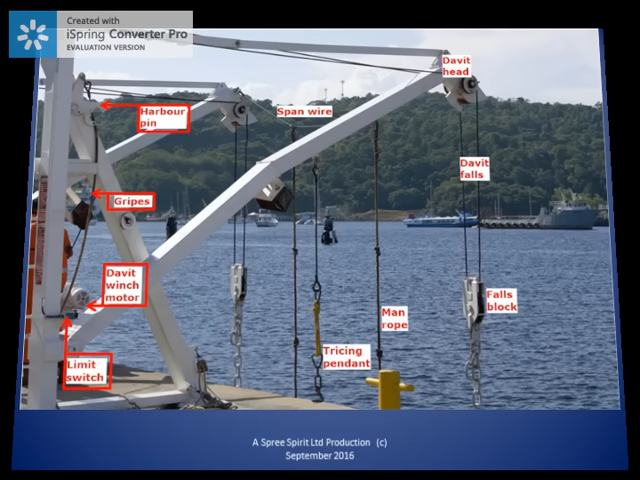 Created with
iSpring Converter Pro
EVALUATION VERSION
Davit
head
Harbour
pin
Span wire
Davit
falls
Gripes
Davit
winch
motor
Falls
block
Man
rope
Tricing
pendant
Limit
switch
A Spree Spirit Ltd Production (c)
September 2016